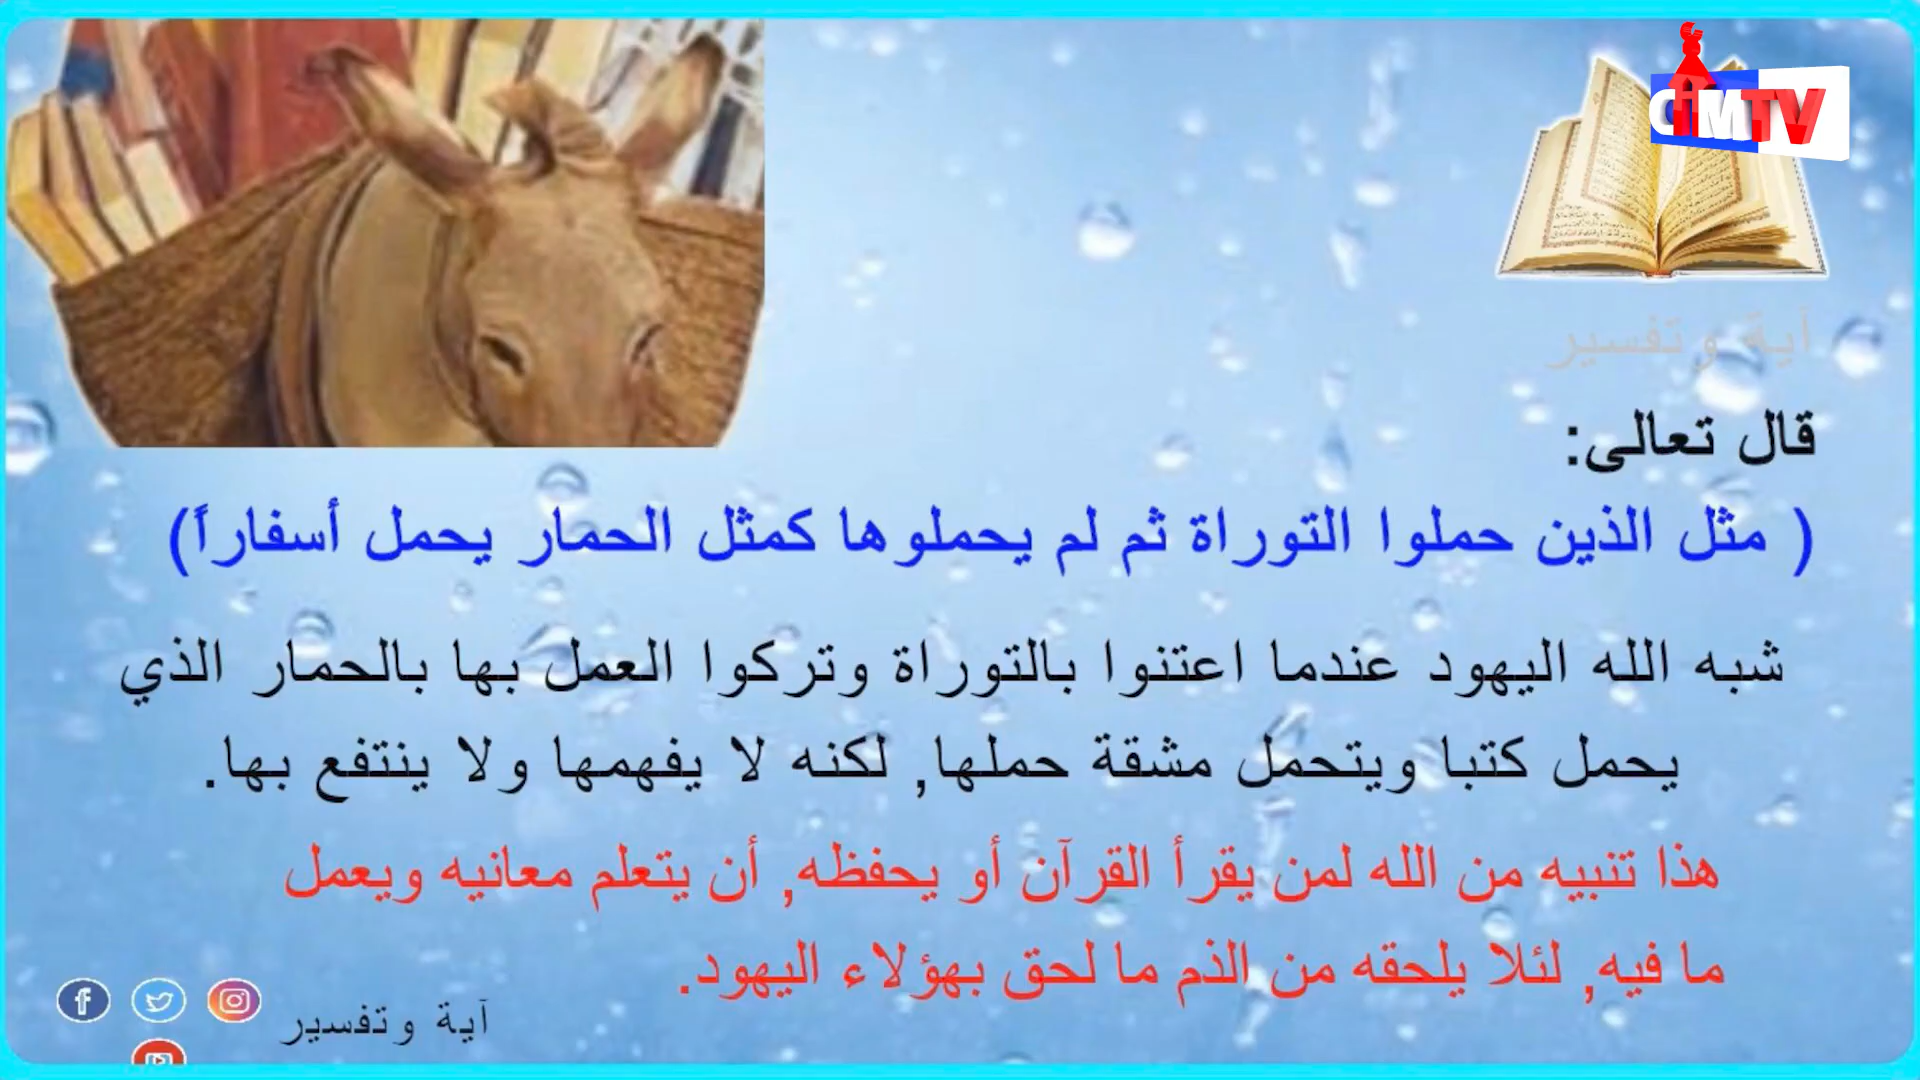 CHMTV
آية وتفسير
قال تعالى:
( مثل الذين حملوا التوراة ثم لم يحملوها كمثل الحمار يحمل أسفاراً)
شبه الله اليهود عندما اعتنوا بالتوراة وتركوا العمل بها بالحمار الذي
يحمل كتبا ويتحمل مشقة حملها, لكنه لا يفهمها ولا ينتفع بها.
هذا تنبيه من الله لمن يقرأ القرآن أو يحفظه, أن يتعلم معانيه ويعمل
ما فيه, لئلا يلحقه من الذم ما لحق بهؤلاء اليهود.
آية وتفسير